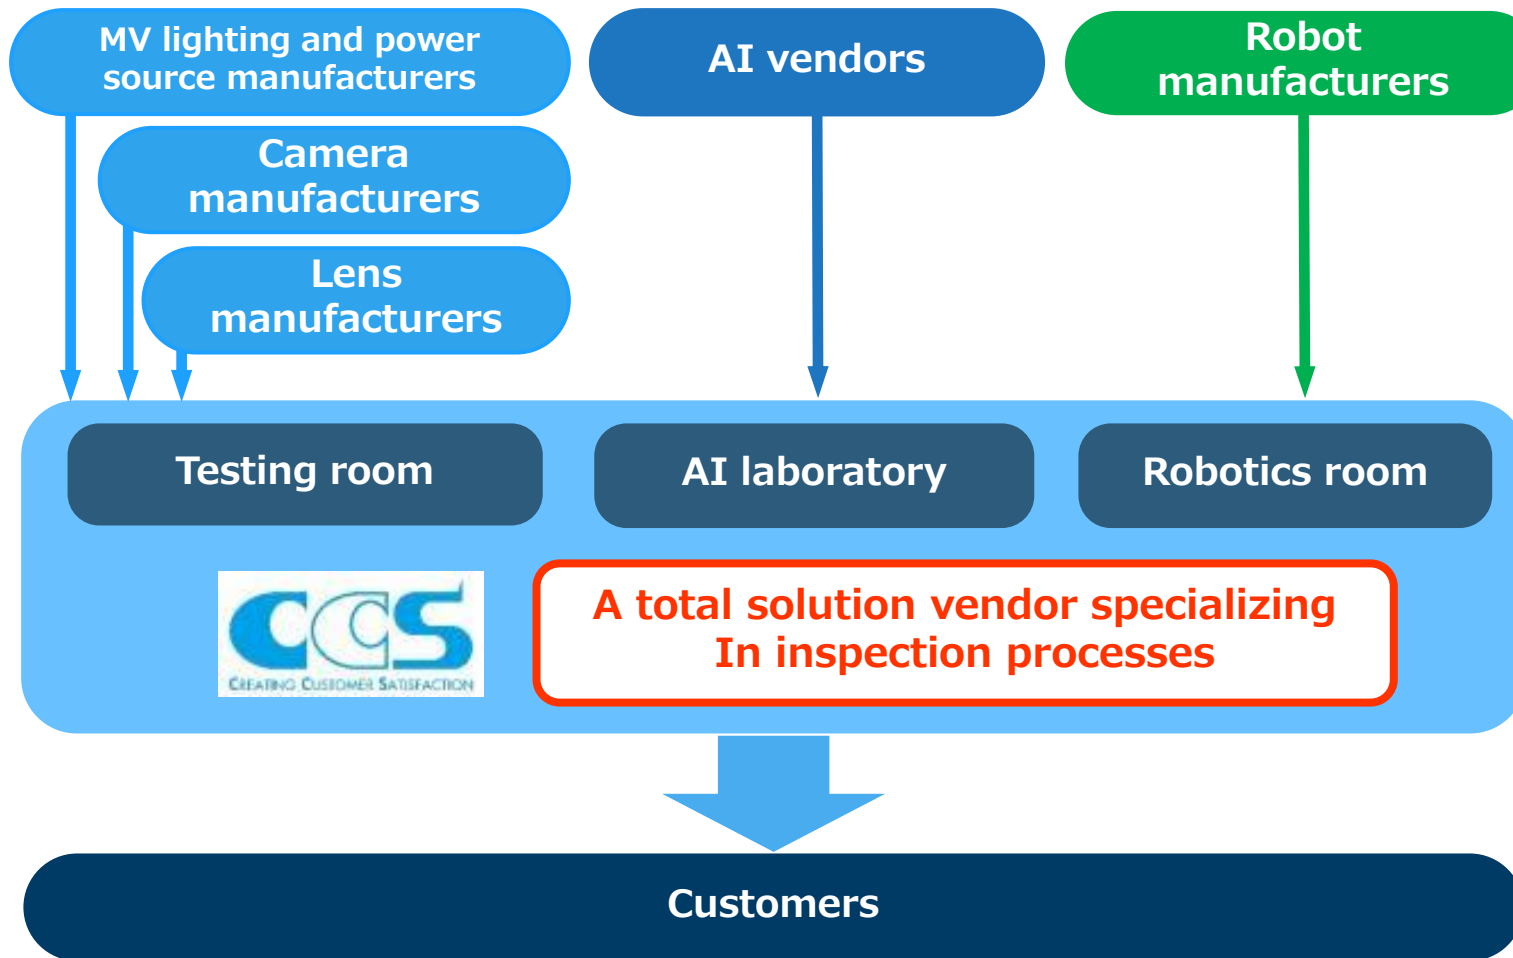 MV lighting and power
source manufacturers
AI vendors
Robot
manufacturers
Camera
manufacturers
Lens
manufacturers
Testing room
AI laboratory
Robotics room
CCS
CREATING CUSTOMER SATISFACTION
A total solution vendor specializing
In inspection processes
Customers